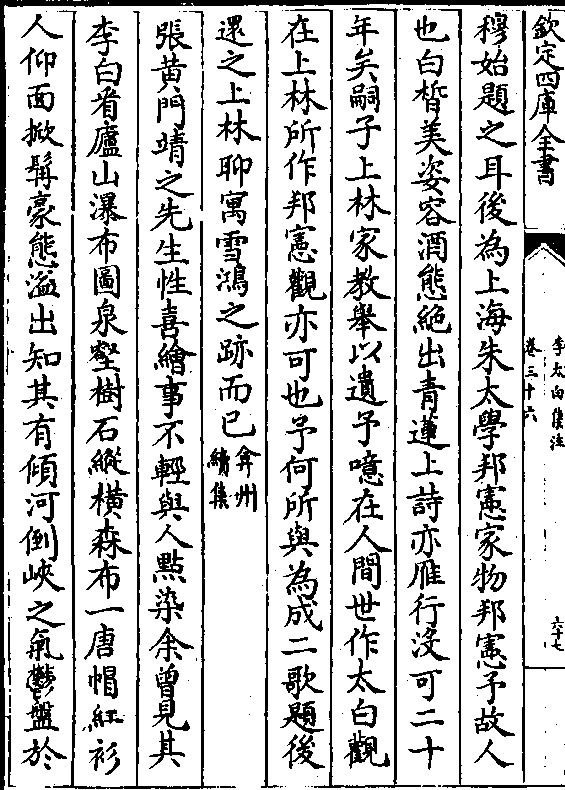 欽定四庫全書
李太白集注
卷三十六
六十七
穆始題之耳後為上海朱太學邦憲家物邦憲予故人
也白皙美姿容酒態絶出青蓮上詩亦雁行沒可二十
年矣嗣子上林家教舉以遺予噫在人間世作太白觀
在上林所作邦憲觀亦可也予何所與為成二歌題後
還之上林聊寓雪鴻之跡而已弇州
續集
張黄門靖之先生性喜繪事不輕與人㸃染余曾見其
李白㸔廬山瀑布圖泉壑樹石縱横森布一唐帽紅衫
人仰面掀髯豪態溢出知其有傾河倒峽之氣鬱盤於